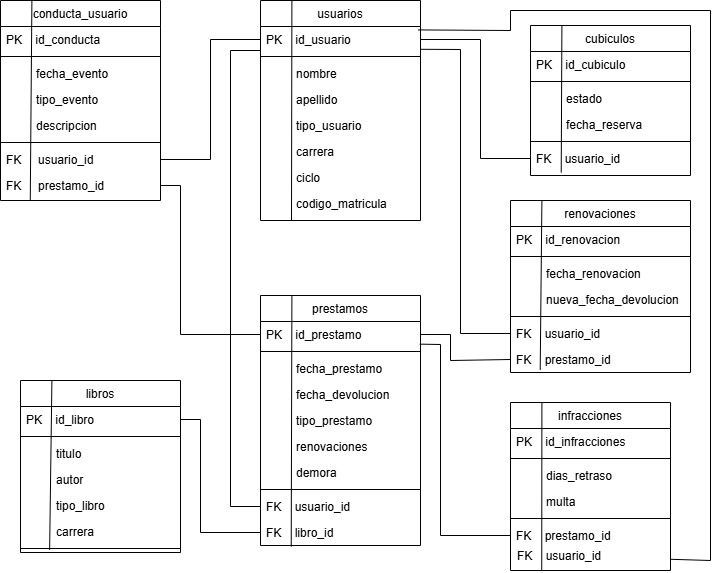 conducta_usuario
PK id_conducta
fecha_evento
tipo_evento
descripcion
FK usuario_id
FK prestamo_id
usuarios
PK id_usuario
nombre
apellido
tipo_usuario
carrera
ciclo
codigo_matricula
cubiculos
PK id_cubiculo
estado
fecha_reserva
FK usuario_id
renovaciones
PK id_renovacion
fecha_renovacion
nueva_fecha_devolucion
FK usuario_id
FK prestamo_id
prestamos
PK id_prestamo
fecha_prestamo
fecha_devolucion
tipo_prestamo
renovaciones
demora
FK usuario_id
FK libro_id
libros
PK id_libro
titulo
autor
tipo_libro
carrera
infracciones
PK id_infracciones
dias_retraso
multa
FK prestamo_id
FK usuario_id